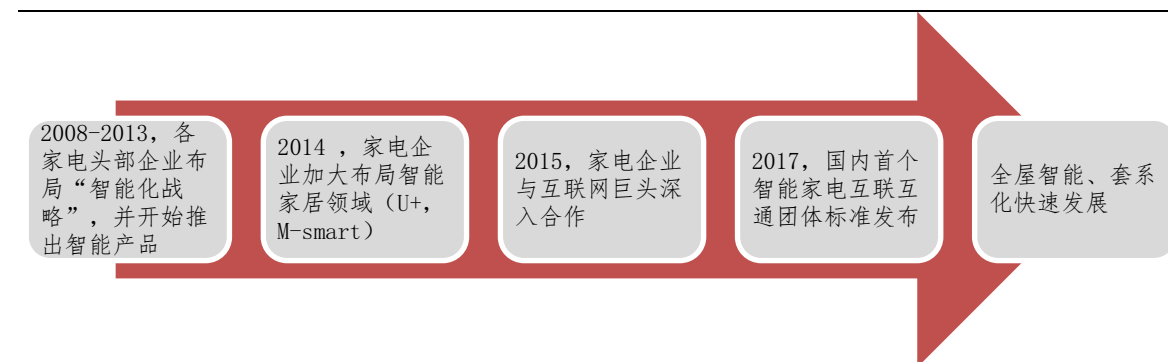 2008-2013，各
家电头部企业布
局“智能化战
略”，并开始推
出智能产品
2014 ，家电企
业加大布局智能
家居领域（U+，
M-smart）
2015，家电企业
与互联网巨头深
入合作
2017，国内首个
智能家电互联互
通团体标准发布
全屋智能、套系
化快速发展